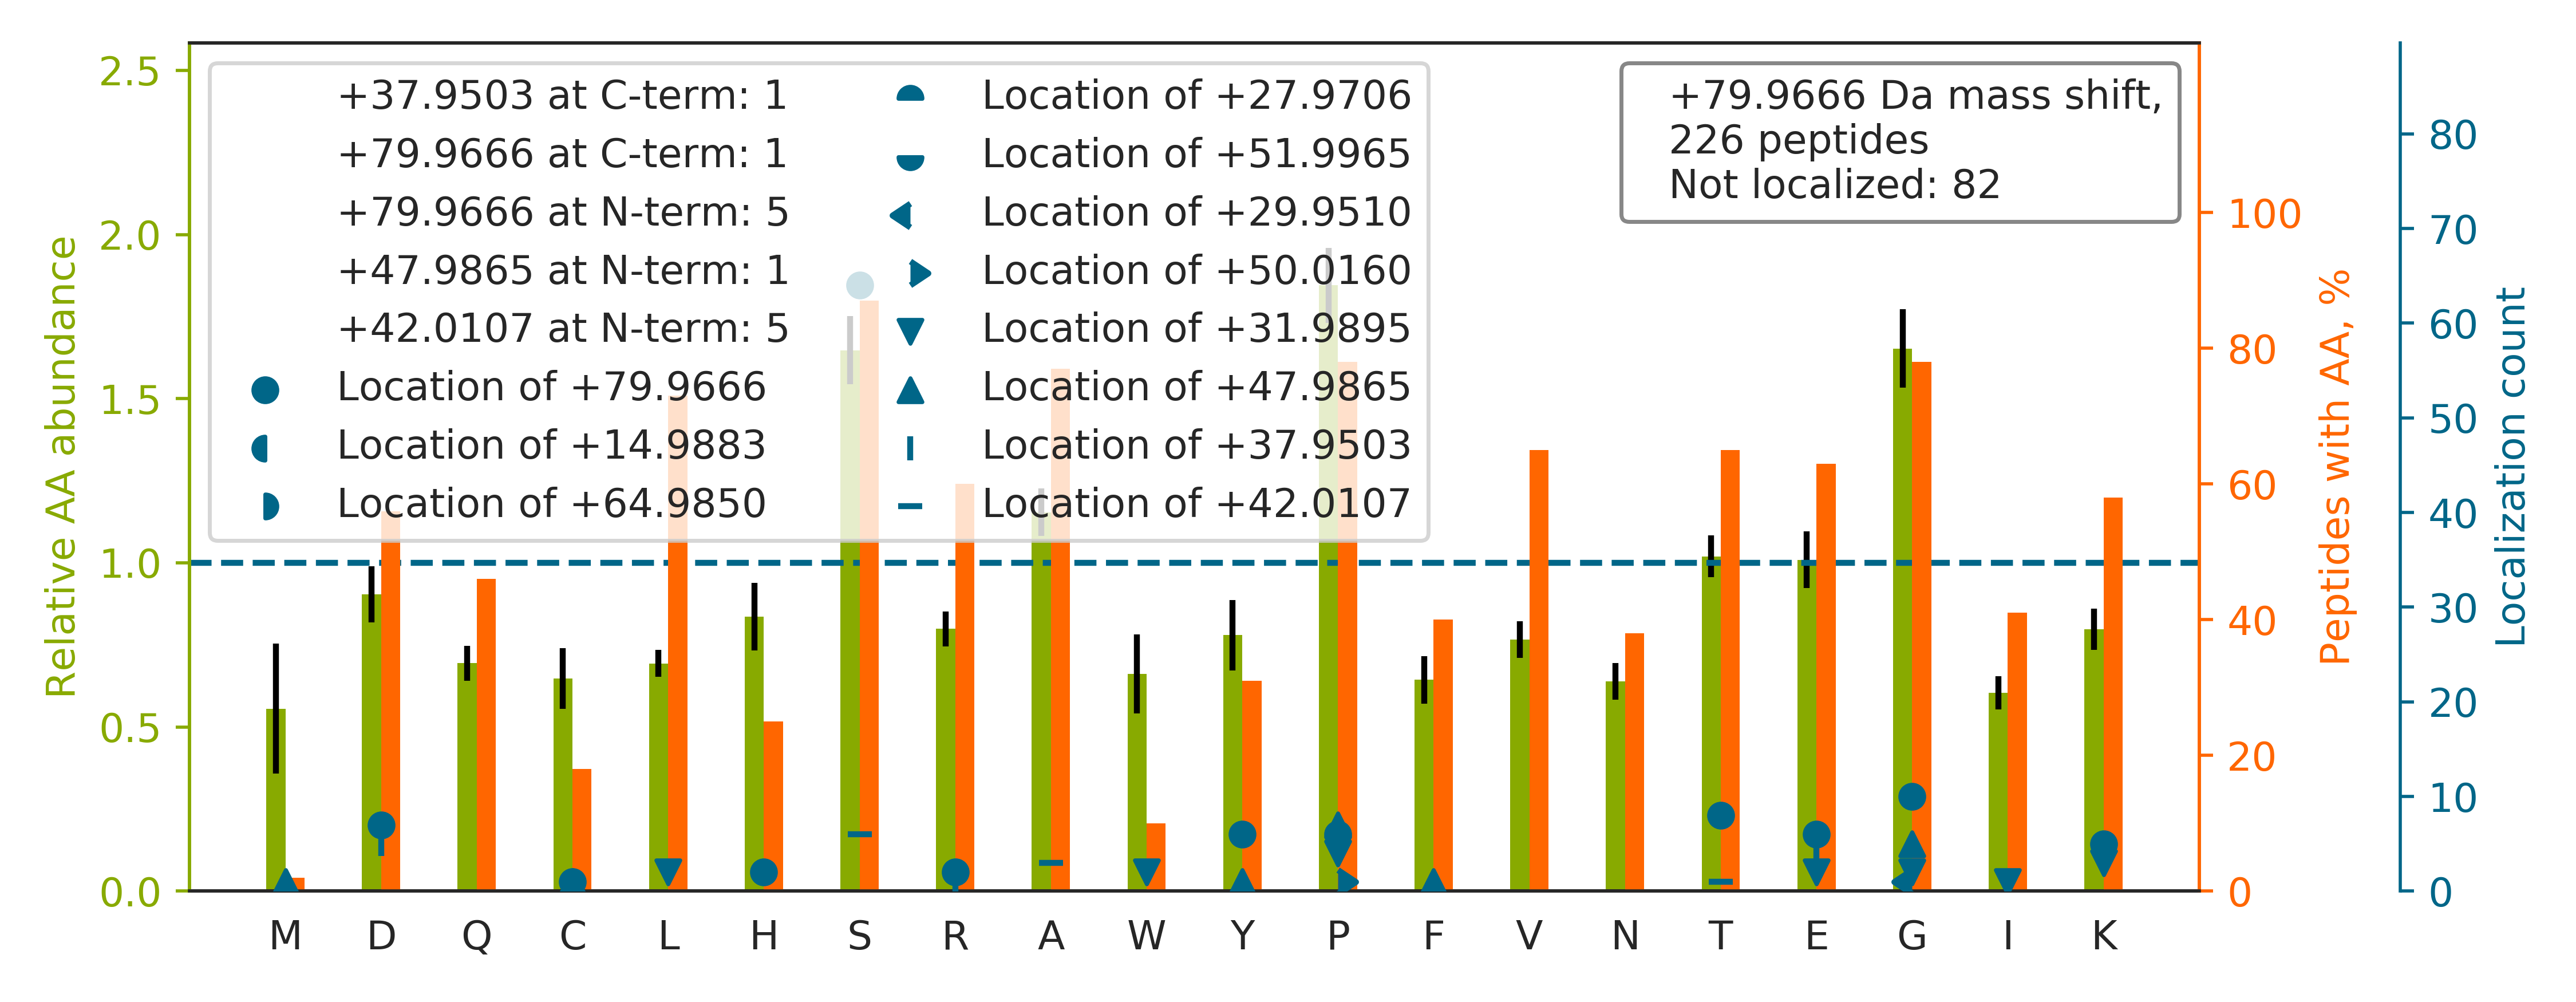 +37.9503 at C-term: 1
+79.9666 at C-term: 1
+79.9666 at N-term: 5
+47.9865 at N-term: 1
+42.0107 at N-term: 5
Location of +79.9666
Location of +14.9883
Location of +64.9850
Location of +27.9706
Location of +51.9965
Location of +29.9510
Location of +50.0160
Location of +31.9895
Location of +47.9865
Location of +37.9503
Location of +42.0107
+79.9666 Da mass shift,
226 peptides
Not localized: 82
Relative AA abundance
2.5
2.0
1.5
1.0
0.5
0.0
M D Q C L H S R A W Y P F V N T E G I K
100
80
60
40
20
0
Peptides with AA, %
80
70
60
50
40
30
20
10
0
Localization count